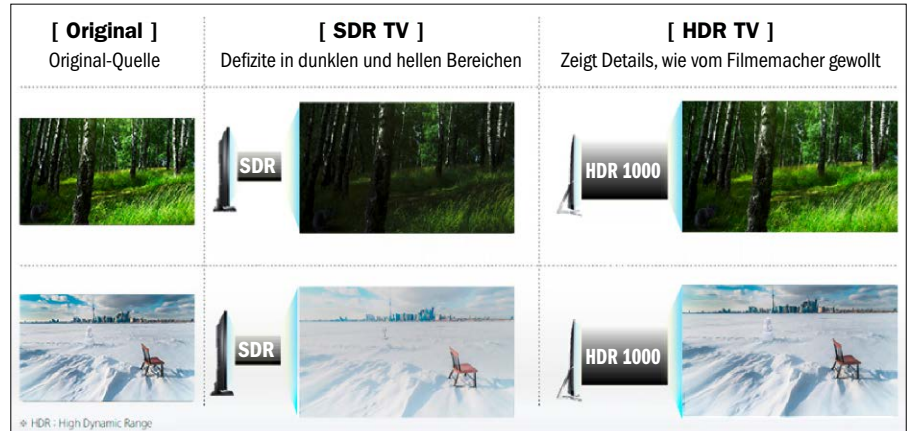 [ Original ]
Original-Quelle
[ SDR TV ]
Defizite in dunklen und hellen Bereichen
[ HDR TV ]
Zeigt Details, wie vom Filmemacher gewollt
SDR
HDR 1000
SDR
HDR 1000
※ HDR : High Dynamic Range